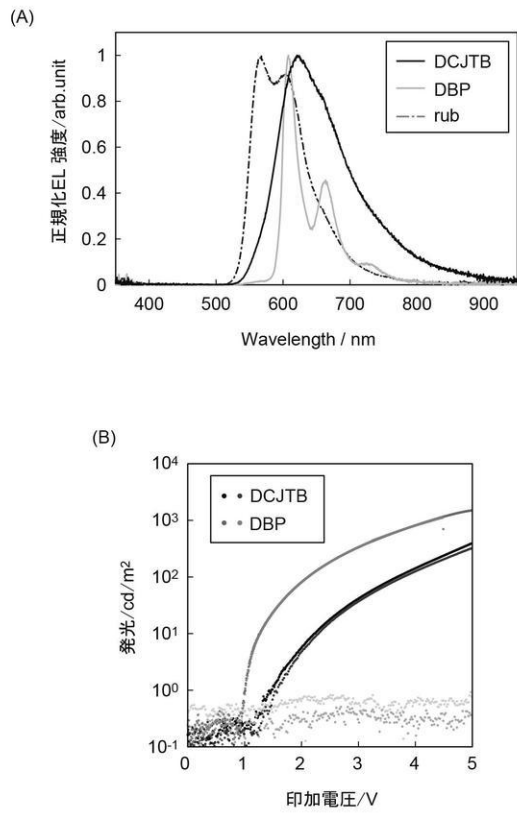 (A)
正規化EL 強度/arb.unit
1
0.8
0.6
0.4
0.2
0
DCJTB
DBP
rub
400 500 600 700 800 900
Wavelength / nm
(B)
発光/cd/m²
10⁴
10³
10²
10¹
10⁰
10⁻¹
DCJTB
DBP
0 1 2 3 4 5
印加電圧/V